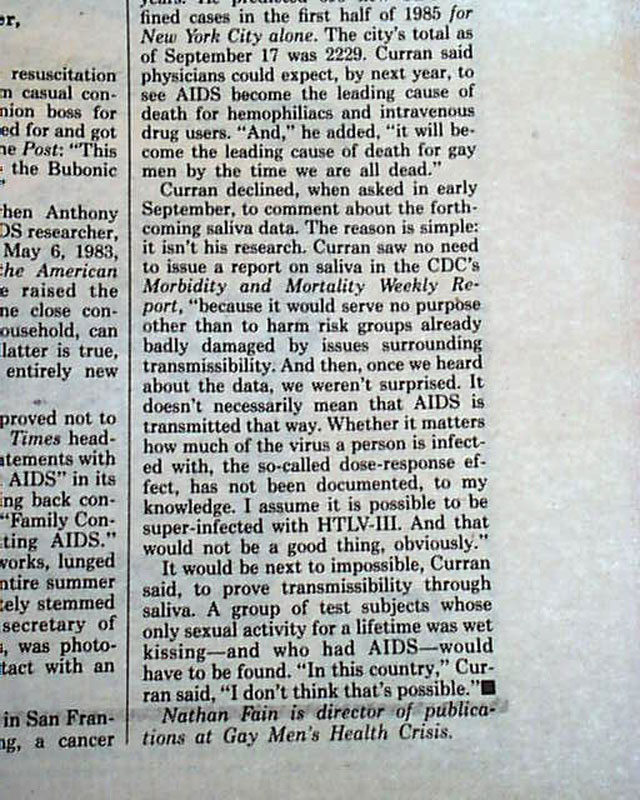 er,
resuscitation
m casual con-
nion boss for
ed for and got
he Post: “This
the Bubonic
”
hen Anthony
DS researcher,
May 6, 1983,
the American
e raised the
ne close con-
ousehold, can
latter is true,
entirely new
proved not to
Times head-
atements with
AIDS” in its
ng back con-
“Family Con-
ting AIDS.”
works, lunged
ntire summer
tely stemmed
secretary of
, was photo-
tact with an
in San Fran-
ng, a cancer
fined cases in the first half of 1985 for
New York City alone. The city’s total as
of September 17 was 2229. Curran said
physicians could expect, by next year, to
see AIDS become the leading cause of
death for hemophiliacs and intravenous
drug users. “And,” he added, “it will be-
come the leading cause of death for gay
men by the time we are all dead.”
Curran declined, when asked in early
September, to comment about the forth-
coming saliva data. The reason is simple:
it isn’t his research. Curran saw no need
to issue a report on saliva in the CDC’s
Morbidity and Mortality Weekly Re-
port, “because it would serve no purpose
other than to harm risk groups already
badly damaged by issues surrounding
transmissibility. And then, once we heard
about the data, we weren’t surprised. It
doesn’t necessarily mean that AIDS is
transmitted that way. Whether it matters
how much of the virus a person is infect-
ed with, the so-called dose-response ef-
fect, has not been documented, to my
knowledge. I assume it is possible to be
super-infected with HTLV-III. And that
would not be a good thing, obviously.”
It would be next to impossible, Curran
said, to prove transmissibility through
saliva. A group of test subjects whose
only sexual activity for a lifetime was wet
kissing—and who had AIDS—would
have to be found. “In this country,” Cur-
ran said, “I don’t think that’s possible.”■
Nathan Fain is director of publica-
tions at Gay Men’s Health Crisis.